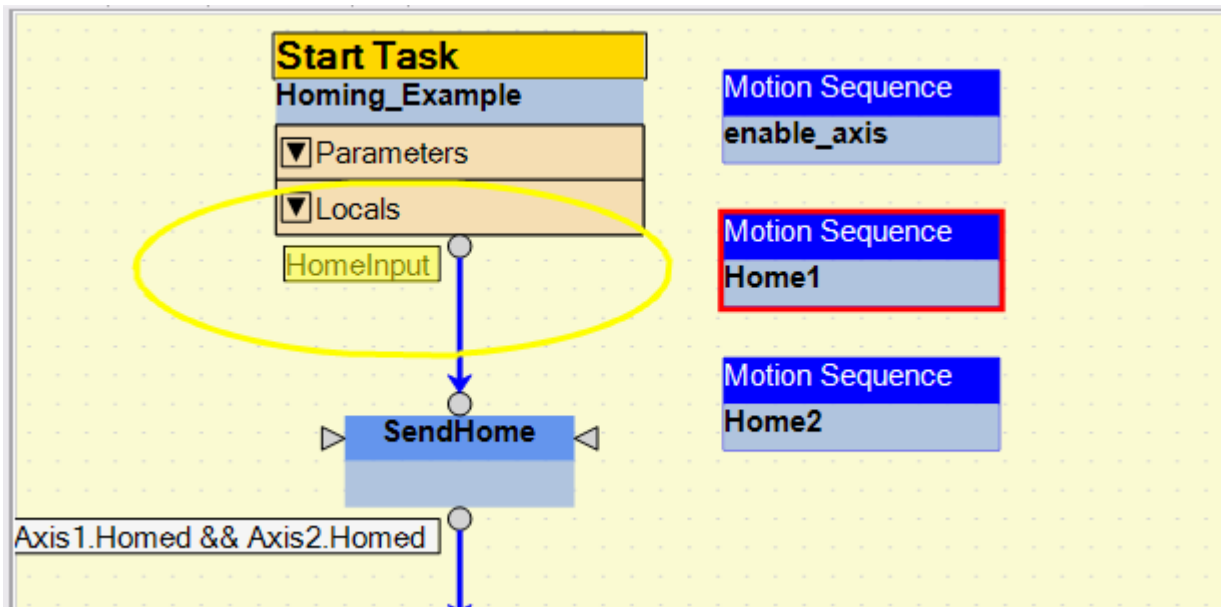 Start Task
Homing_Example
Parameters
Locals
HomeInput
SendHome
Axis1.Homed && Axis2.Homed
Motion Sequence
enable_axis
Motion Sequence
Home1
Motion Sequence
Home2